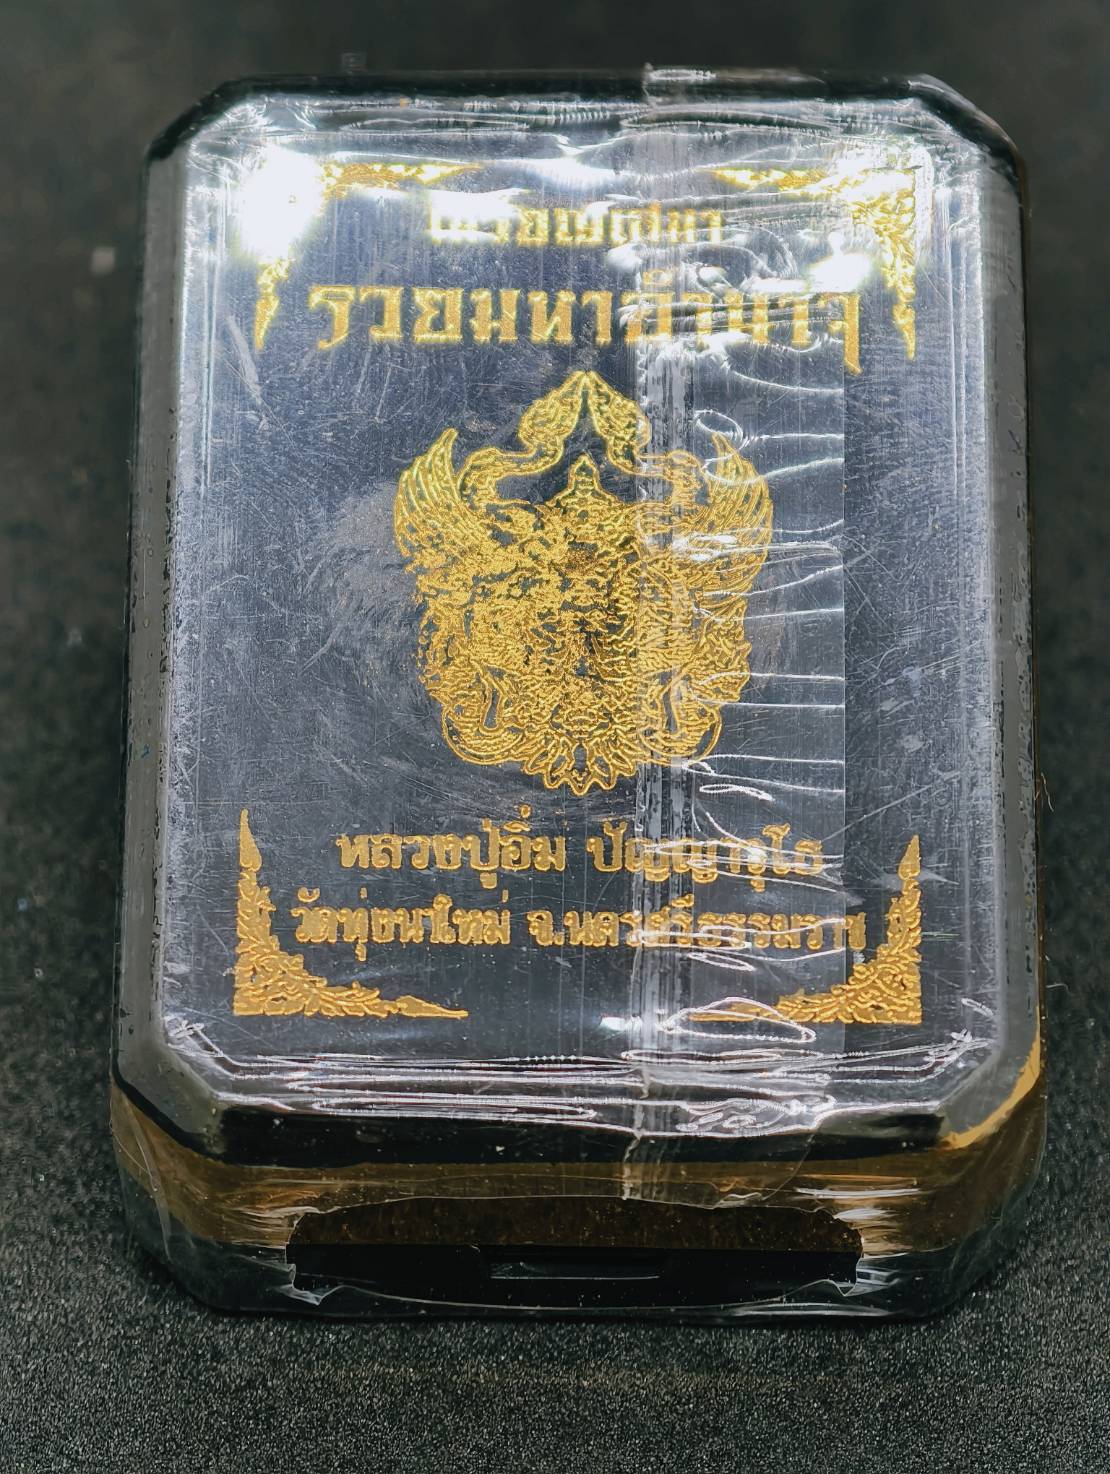 รวยมหาอำนาจ
หลวงปู่อิ่ม ปัญญาวุโธ
วัดทุ่งนาใหม่ จ.นครศรีธรรมราช